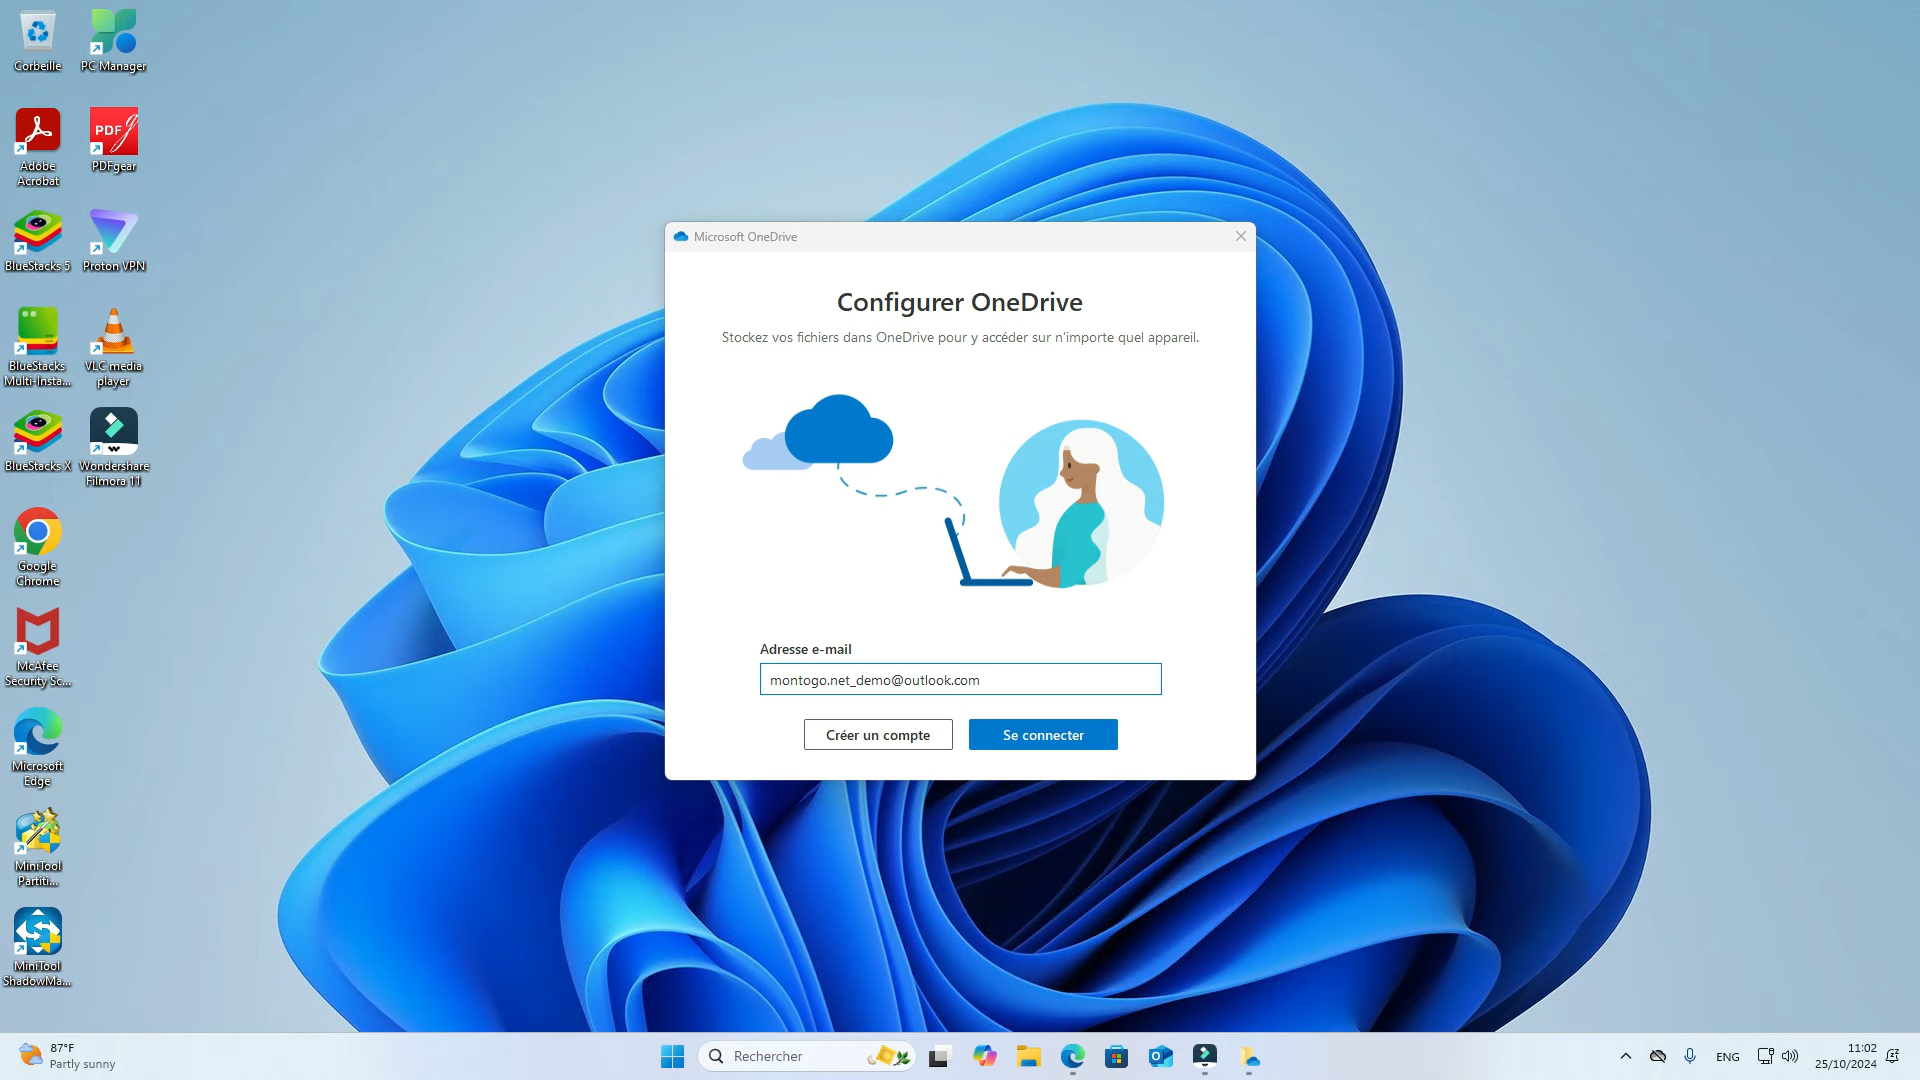 Corbeille
PC Manager
Adobe
Acrobat
PDF
PDFgear
BlueStacks 5
Proton VPN
BlueStacks
Multi-Insta...
VLC media
player
BlueStacks X
Wondershare
Filmora 11
Google
Chrome
McAfee
Security Sc...
Microsoft
Edge
MiniTool
Partiti...
MiniTool
ShadowMa...
Microsoft OneDrive
Configurer OneDrive
Stockez vos fichiers dans OneDrive pour y accéder sur n'importe quel appareil.
Adresse e-mail
montogo.net_demo@outlook.com
Créer un compte
Se connecter
87°F
Partly sunny
Rechercher
ENG
11:02
25/10/2024